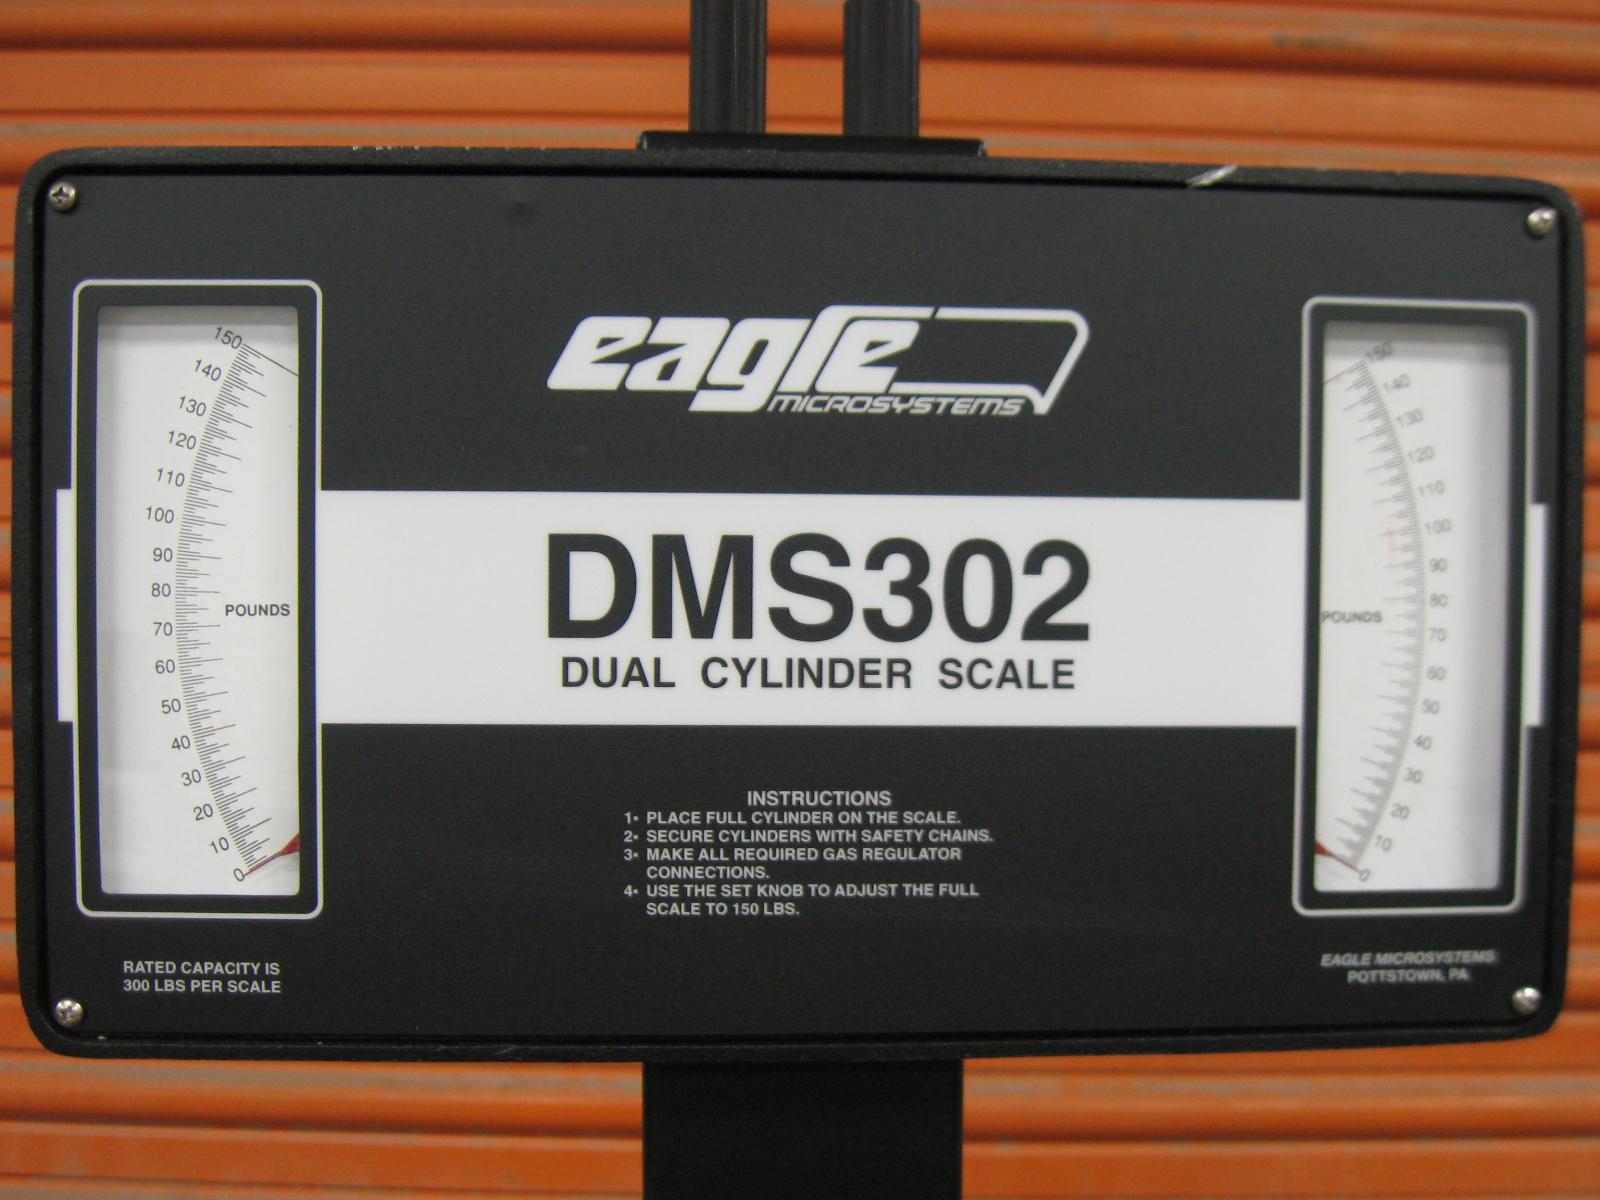 eagle
MICROSYSTEMS
150
140
130
120
110
100
90
80
POUNDS
70
60
50
40
30
20
10
0
DMS302
DUAL CYLINDER SCALE
INSTRUCTIONS
1• PLACE FULL CYLINDER ON THE SCALE.
2• SECURE CYLINDERS WITH SAFETY CHAINS.
3• MAKE ALL REQUIRED GAS REGULATOR
CONNECTIONS.
4• USE THE SET KNOB TO ADJUST THE FULL
SCALE TO 150 LBS.
150
140
130
120
110
100
90
80
POUNDS
70
60
50
40
30
20
10
0
RATED CAPACITY IS
300 LBS PER SCALE
EAGLE MICROSYSTEMS
POTTSTOWN, PA